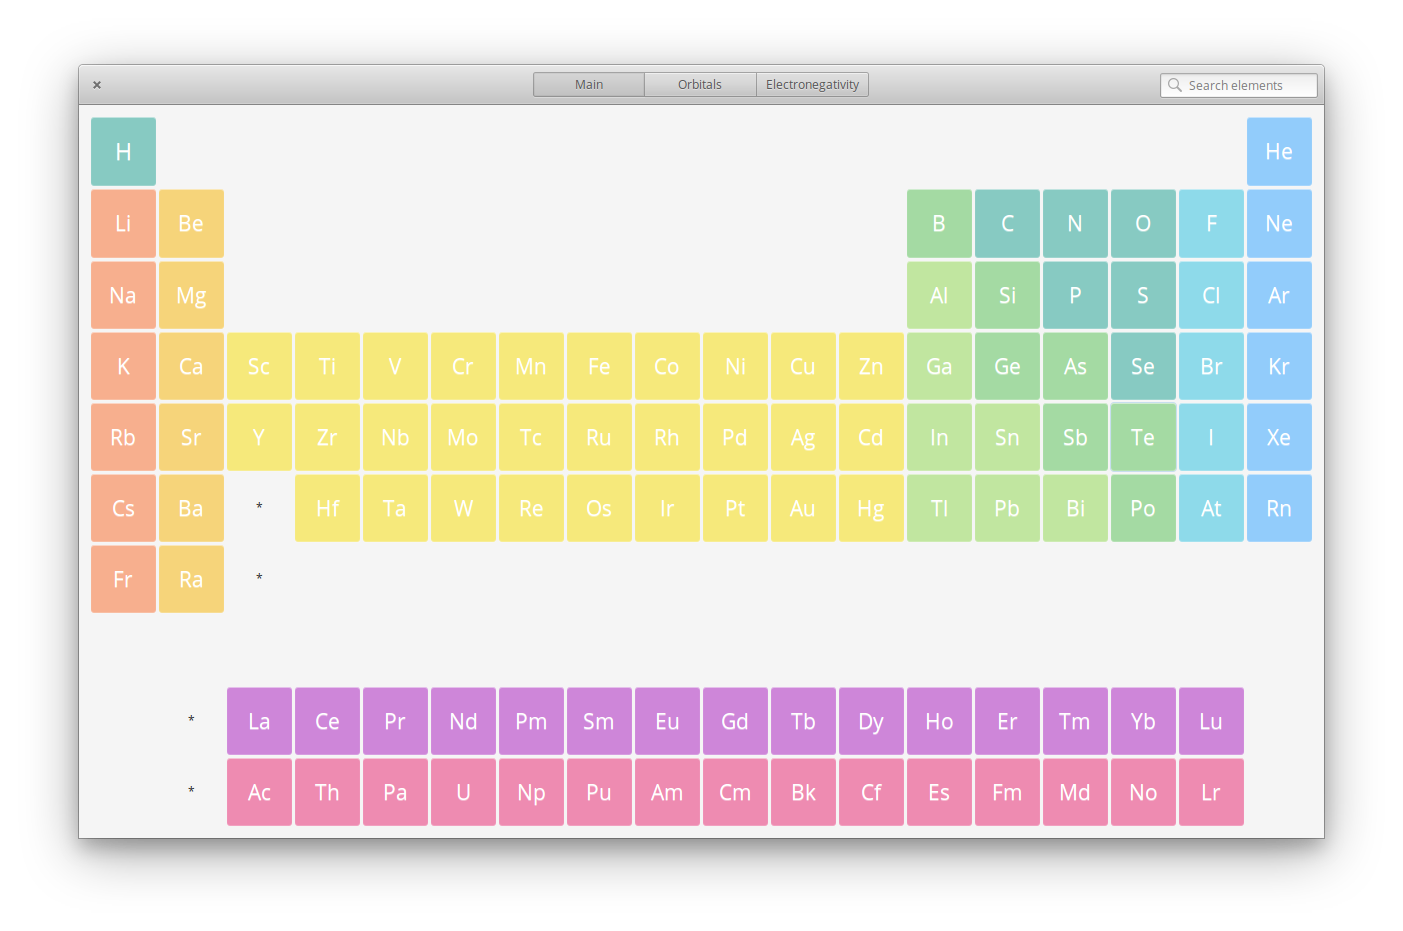 × Main Orbitals Electronegativity Search elements
H He
Li Be B C N O F Ne
Na Mg Al Si P S Cl Ar
K Ca Sc Ti V Cr Mn Fe Co Ni Cu Zn Ga Ge As Se Br Kr
Rb Sr Y Zr Nb Mo Tc Ru Rh Pd Ag Cd In Sn Sb Te I Xe
Cs Ba * Hf Ta W Re Os Ir Pt Au Hg Tl Pb Bi Po At Rn
Fr Ra *
* La Ce Pr Nd Pm Sm Eu Gd Tb Dy Ho Er Tm Yb Lu
* Ac Th Pa U Np Pu Am Cm Bk Cf Es Fm Md No Lr